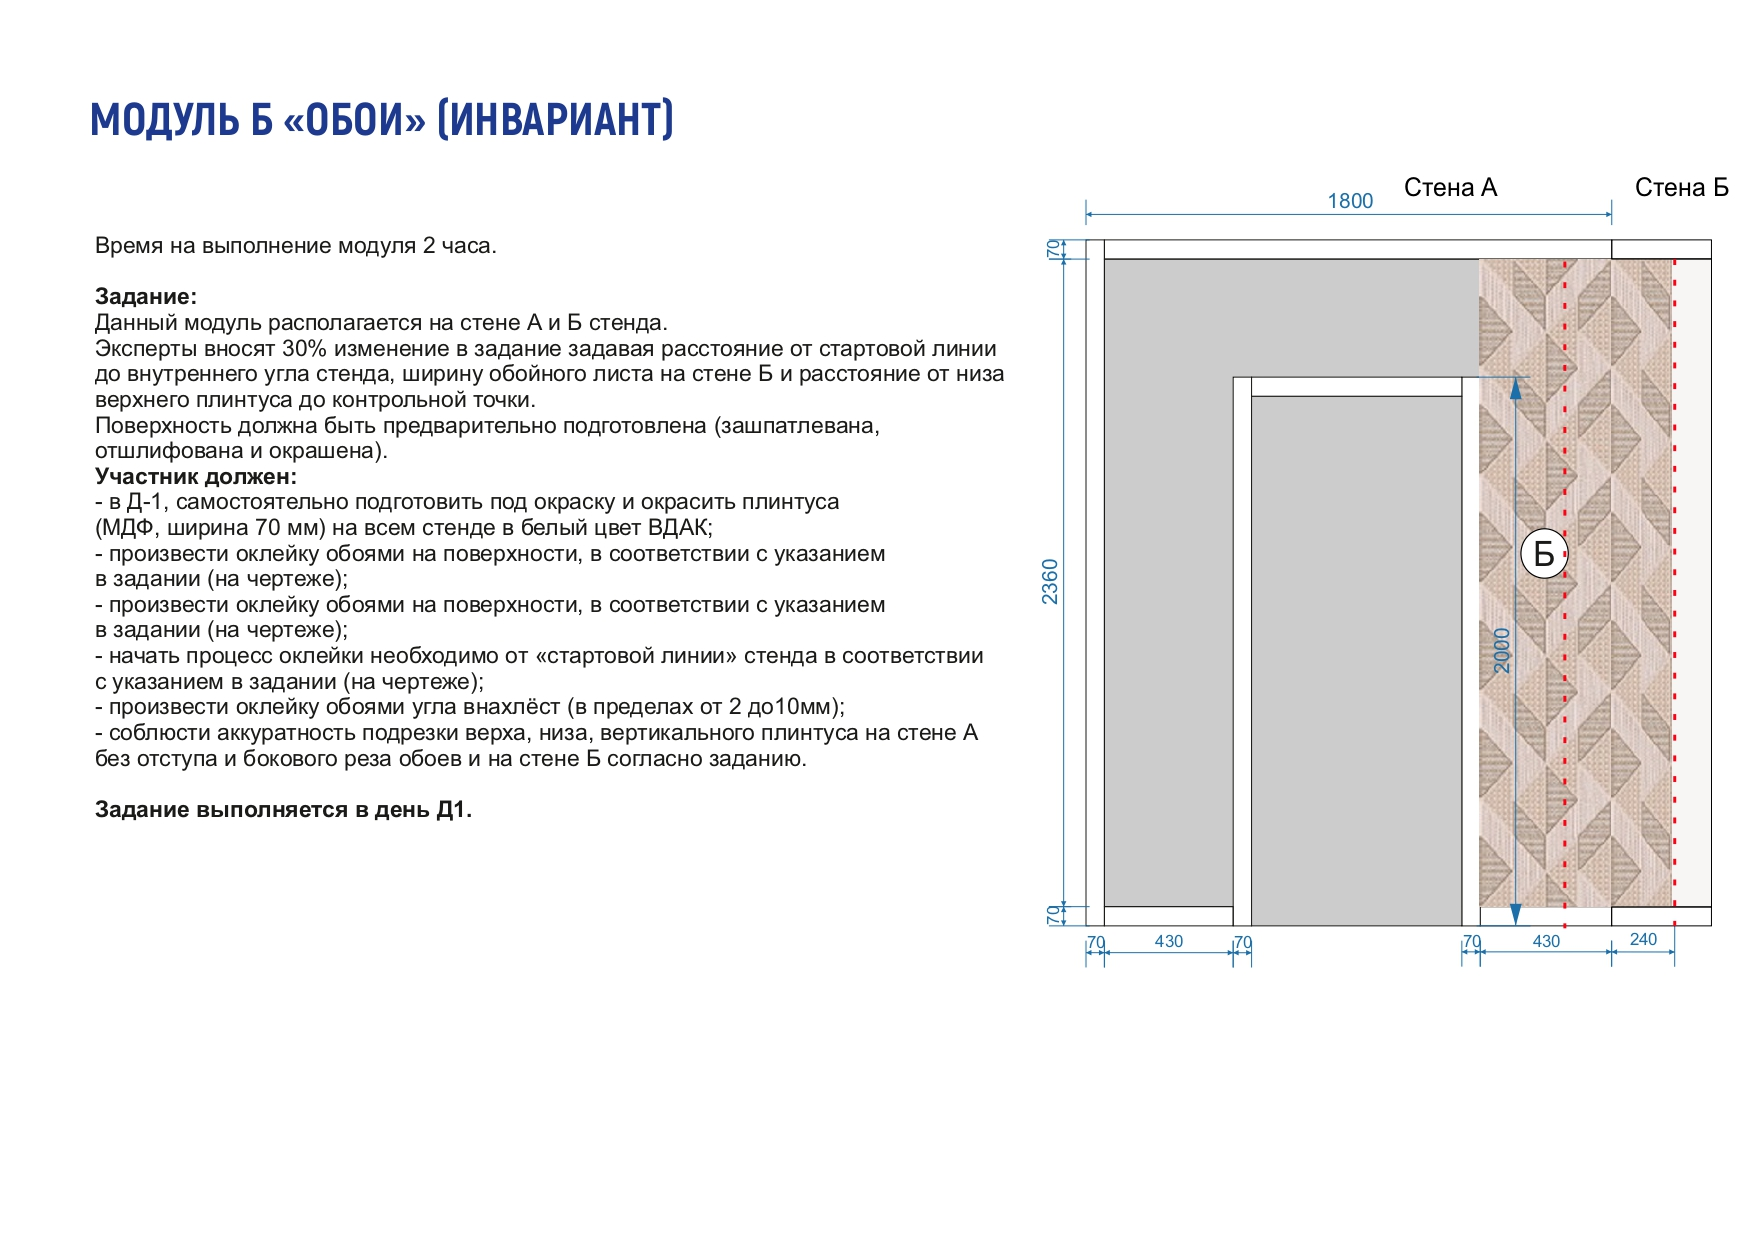 МОДУЛЬ Б «ОБОИ» (ИНВАРИАНТ)
Время на выполнение модуля 2 часа.
Задание:
Данный модуль располагается на стене А и Б стенда.
Эксперты вносят 30% изменение в задание задавая расстояние от стартовой линии
до внутреннего угла стенда, ширину обойного листа на стене Б и расстояние от низа
верхнего плинтуса до контрольной точки.
Поверхность должна быть предварительно подготовлена (зашпатлевана,
отшлифована и окрашена).
Участник должен:
- в Д-1, самостоятельно подготовить под окраску и окрасить плинтуса
(МДФ, ширина 70 мм) на всем стенде в белый цвет ВДАК;
- произвести оклейку обоями на поверхности, в соответствии с указанием
в задании (на чертеже);
- произвести оклейку обоями на поверхности, в соответствии с указанием
в задании (на чертеже);
- начать процесс оклейки необходимо от «стартовой линии» стенда в соответствии
с указанием в задании (на чертеже);
- произвести оклейку обоями угла внахлёст (в пределах от 2 до10мм);
- соблюсти аккуратность подрезки верха, низа, вертикального плинтуса на стене А
без отступа и бокового реза обоев и на стене Б согласно заданию.
Задание выполняется в день Д1.
Стена А
Стена Б
1800
70
2360
Б
2000
70
70
430
70
70
430
240